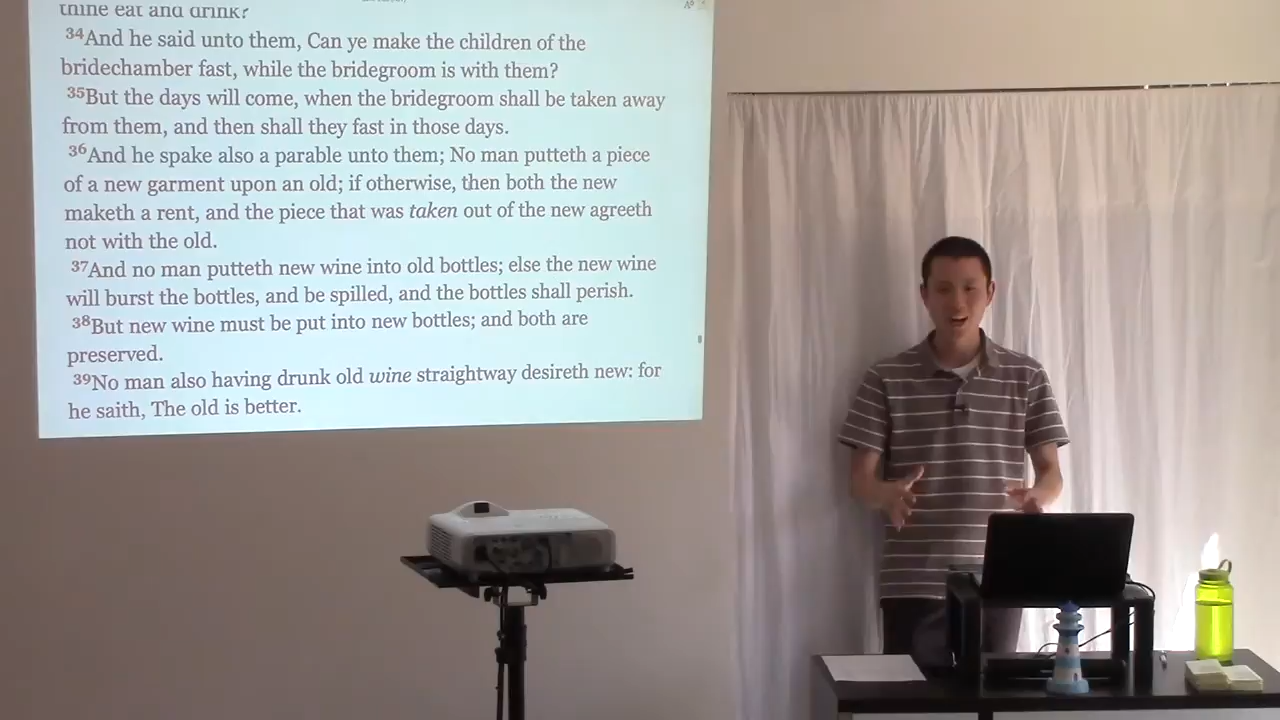 thine eat and drink?
34And he said unto them, Can ye make the children of the
bridechamber fast, while the bridegroom is with them?
35But the days will come, when the bridegroom shall be taken away
from them, and then shall they fast in those days.
36And he spake also a parable unto them; No man putteth a piece
of a new garment upon an old; if otherwise, then both the new
maketh a rent, and the piece that was taken out of the new agreeth
not with the old.
37And no man putteth new wine into old bottles; else the new wine
will burst the bottles, and be spilled, and the bottles shall perish.
38But new wine must be put into new bottles; and both are
preserved.
39No man also having drunk old wine straightway desireth new: for
he saith, The old is better.